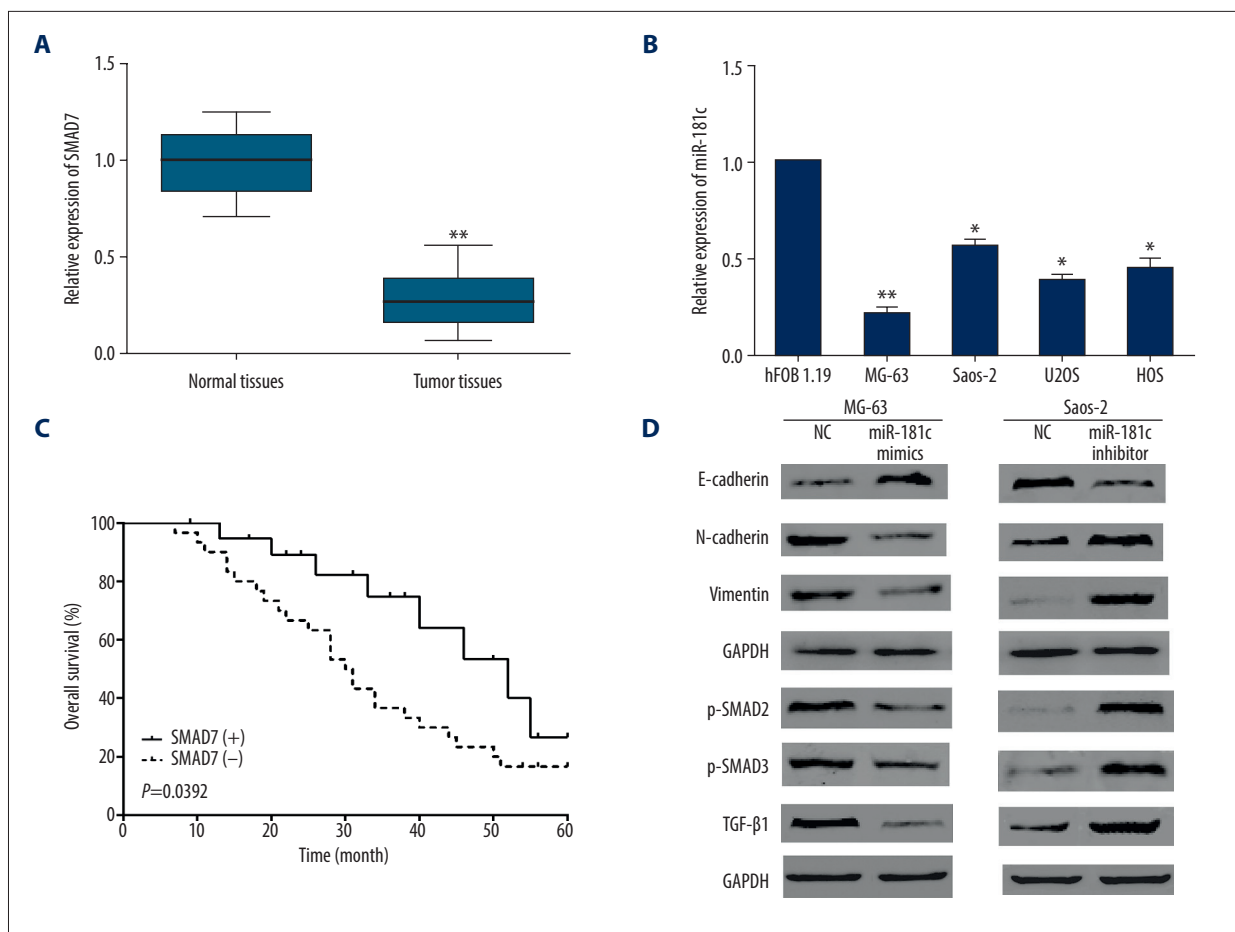 A
Relative expression of SMAD7
1.5
1.0
0.5
0.0
**
Normal tissues
Tumor tissues
B
Relative expression of miR-181c
1.5
1.0
0.5
0.0
**
*
*
*
hFOB 1.19
MG-63
Saos-2
U2OS
HOS
C
Overall survival (%)
100
80
60
40
20
0
SMAD7 (+)
SMAD7 (–)
P=0.0392
0
10
20
30
40
50
60
Time (month)
D
MG-63
NC
miR-181c
mimics
Saos-2
NC
miR-181c
inhibitor
E-cadherin
N-cadherin
Vimentin
GAPDH
p-SMAD2
p-SMAD3
TGF-β1
GAPDH